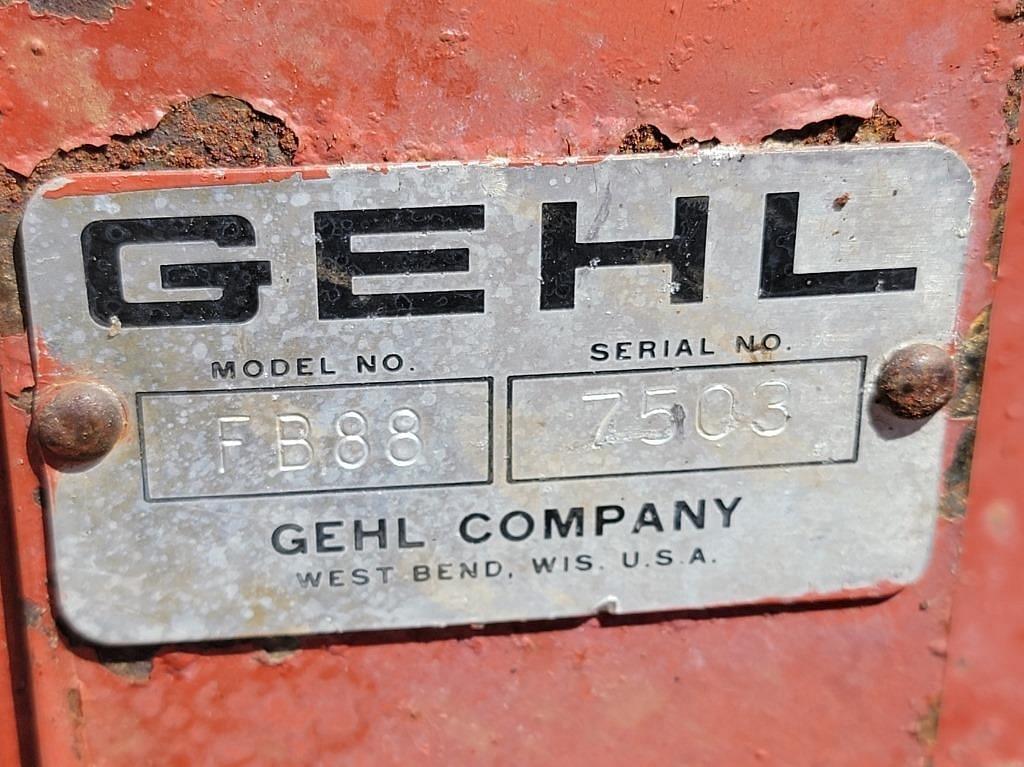 GEHL
MODEL NO. SERIAL NO.
FB88 7503
GEHL COMPANY
WEST BEND, WIS. U.S.A.